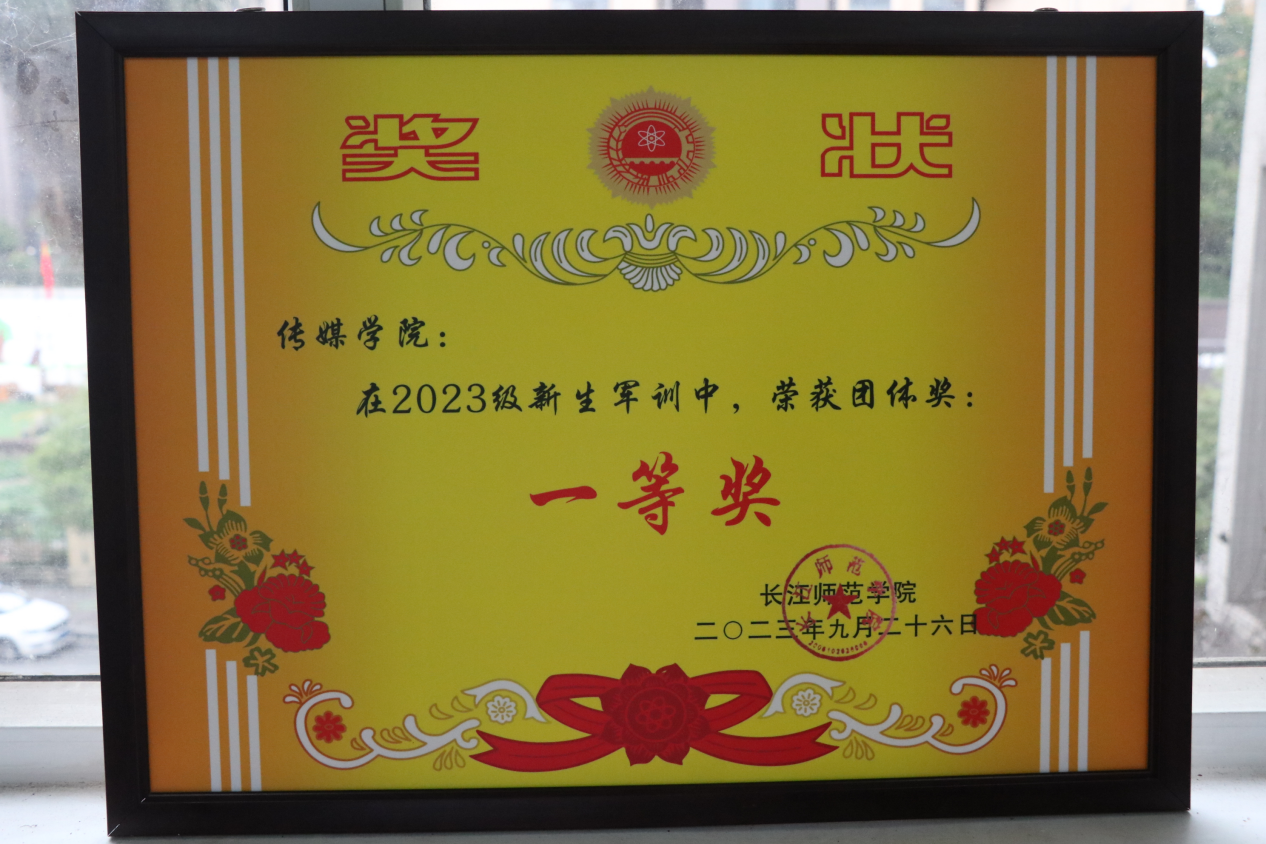 奖状
传媒学院：
在2023级新生军训中，荣获团体奖：
一等奖
长江师范学院
二〇二三年九月二十六日